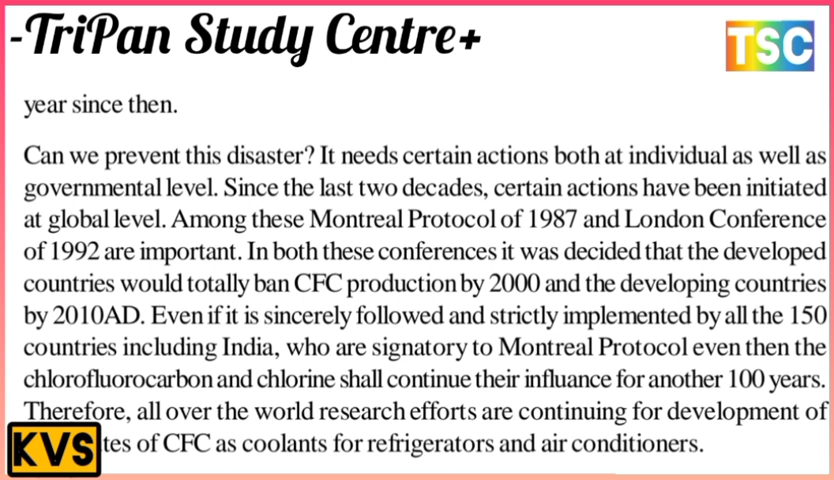 -TriPan Study Centre+
TSC
year since then.
Can we prevent this disaster? It needs certain actions both at individual as well as
governmental level. Since the last two decades, certain actions have been initiated
at global level. Among these Montreal Protocol of 1987 and London Conference
of 1992 are important. In both these conferences it was decided that the developed
countries would totally ban CFC production by 2000 and the developing countries
by 2010AD. Even if it is sincerely followed and strictly implemented by all the 150
countries including India, who are signatory to Montreal Protocol even then the
chlorofluorocarbon and chlorine shall continue their influence for another 100 years.
Therefore, all over the world research efforts are continuing for development of
KVS tes of CFC as coolants for refrigerators and air conditioners.